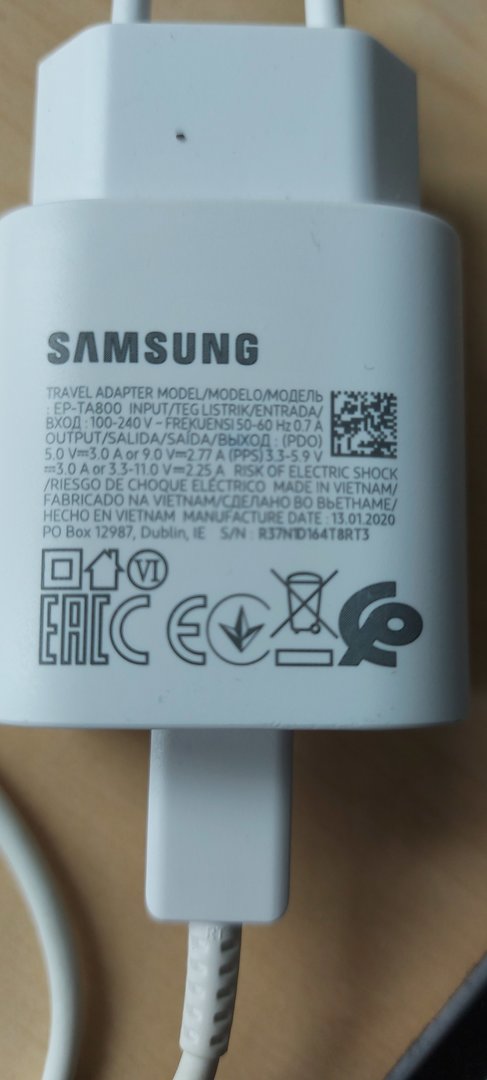 SAMSUNG
TRAVEL ADAPTER MODEL/MODELO/МОДЕЛЬ
: EP-TA800 INPUT/TEG LISTRIK/ENTRADA/
ВХОД : 100-240 V ~ FREKUENSI 50-60 Hz 0.7 A
OUTPUT/SALIDA/SAÍDA/ВЫХОД : (PDO)
5.0 V⎓3.0 A or 9.0 V⎓2.77 A (PPS) 3.3-5.9 V
⎓3.0 A or 3.3-11.0 V⎓2.25 A RISK OF ELECTRIC SHOCK
/RIESGO DE CHOQUE ELÉCTRICO MADE IN VIETNAM/
FABRICADO NA VIETNAM/СДЕЛАНО ВО ВЬЕТНАМЕ/
HECHO EN VIETNAM MANUFACTURE DATE : 13.01.2020
PO Box 12987, Dublin, IE S/N : R37N1D164T8RT3
VI
EAC CE